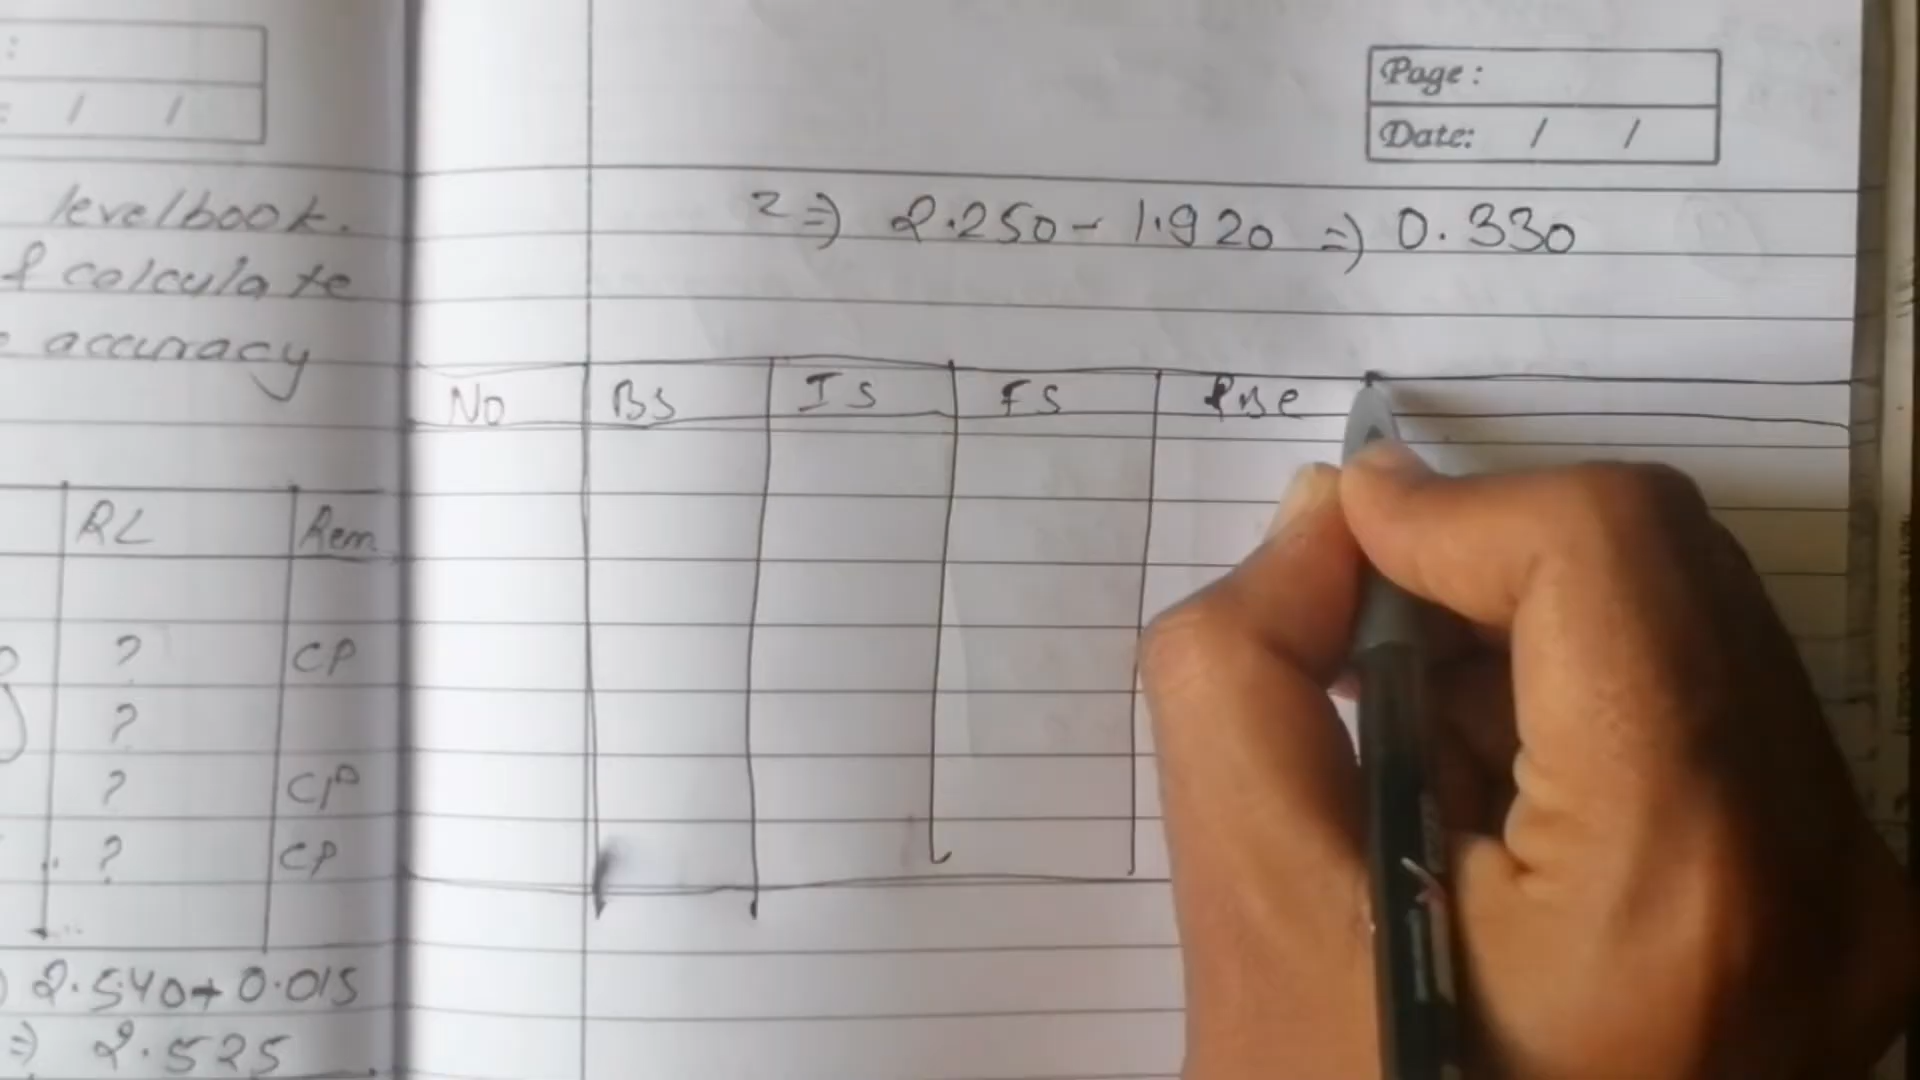 : 
: / /
levelbook.
f calculate
accuracy
RL Rem
? CP
?
? CP
? CP
2.540+0.015
=) 2.525
Page :
Date: / /
2=) 2.250-1.920 =) 0.330
No BS IS FS Rise